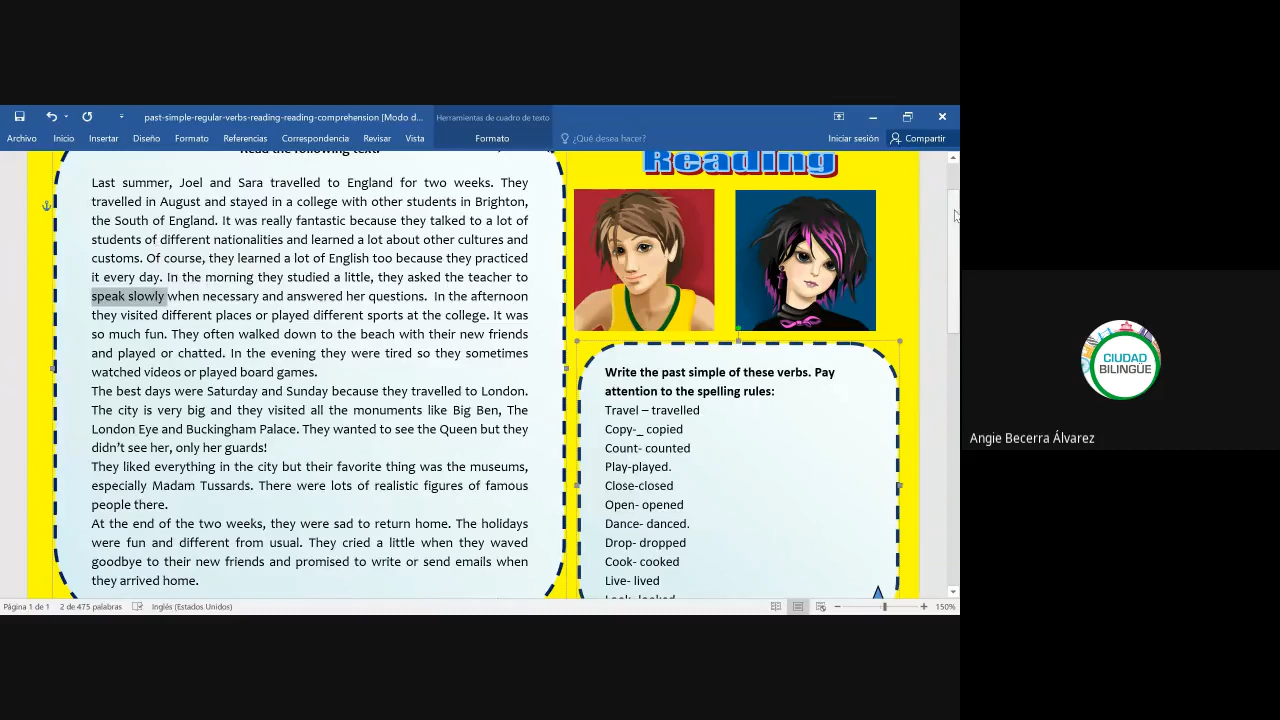 past-simple-regular-verbs-reading-reading-comprehension [Modo d...
Herramientas de cuadro de texto
Archivo
Inicio
Insertar
Diseño
Formato
Referencias
Correspondencia
Revisar
Vista
Formato
¿Qué desea hacer?
Iniciar sesión
Compartir
Read the following text.
Last summer, Joel and Sara travelled to England for two weeks. They
travelled in August and stayed in a college with other students in Brighton,
the South of England. It was really fantastic because they talked to a lot of
students of different nationalities and learned a lot about other cultures and
customs. Of course, they learned a lot of English too because they practiced
it every day. In the morning they studied a little, they asked the teacher to
speak slowly when necessary and answered her questions. In the afternoon
they visited different places or played different sports at the college. It was
so much fun. They often walked down to the beach with their new friends
and played or chatted. In the evening they were tired so they sometimes
watched videos or played board games.
The best days were Saturday and Sunday because they travelled to London.
The city is very big and they visited all the monuments like Big Ben, The
London Eye and Buckingham Palace. They wanted to see the Queen but they
didn't see her, only her guards!
They liked everything in the city but their favorite thing was the museums,
especially Madam Tussards. There were lots of realistic figures of famous
people there.
At the end of the two weeks, they were sad to return home. The holidays
were fun and different from usual. They cried a little when they waved
goodbye to their new friends and promised to write or send emails when
they arrived home.
Reading
Write the past simple of these verbs. Pay
attention to the spelling rules:
Travel – travelled
Copy-_ copied
Count- counted
Play-played.
Close-closed
Open- opened
Dance- danced.
Drop- dropped
Cook- cooked
Live- lived
Look- looked
Página 1 de 1
2 de 475 palabras
Inglés (Estados Unidos)
150%
CIUDAD
BILINGÜE
Angie Becerra Álvarez